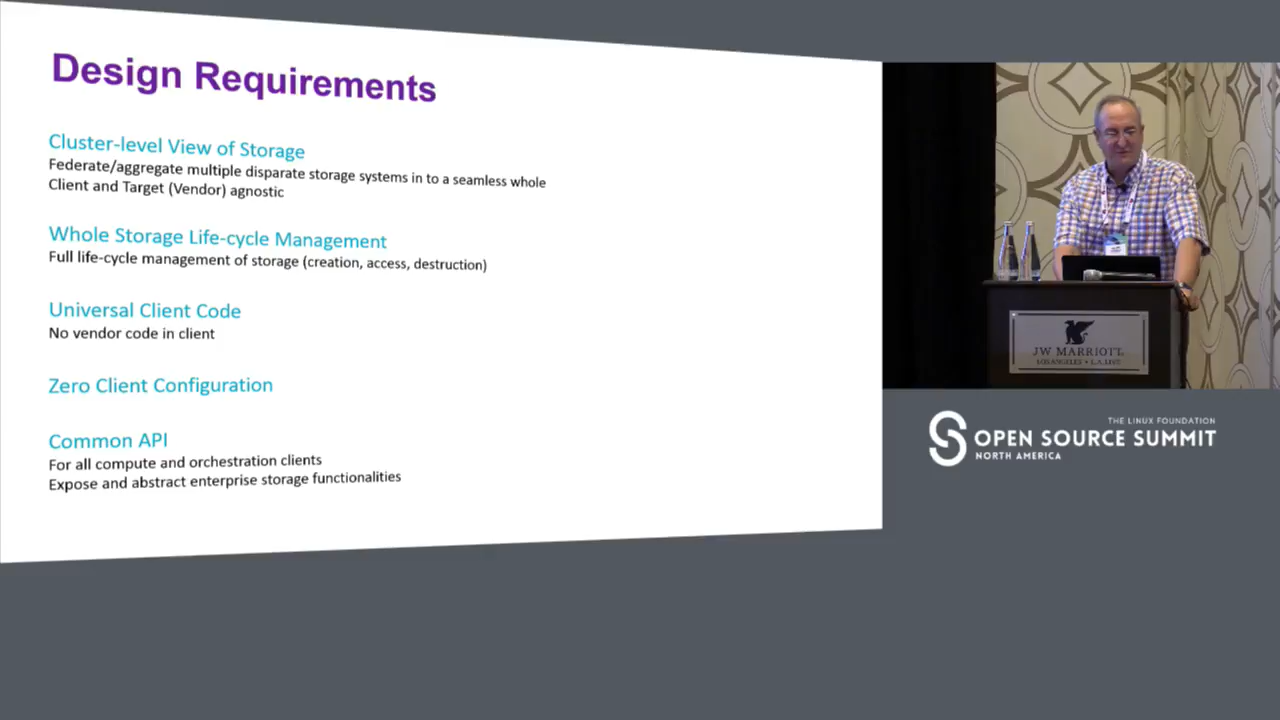 Design Requirements
Cluster-level View of Storage
Federate/aggregate multiple disparate storage systems in to a seamless whole
Client and Target (Vendor) agnostic
Whole Storage Life-cycle Management
Full life-cycle management of storage (creation, access, destruction)
Universal Client Code
No vendor code in client
Zero Client Configuration
Common API
For all compute and orchestration clients
Expose and abstract enterprise storage functionalities
JW MARRIOTT
LOS ANGELES • L.A. LIVE
THE LINUX FOUNDATION
OPEN SOURCE SUMMIT
NORTH AMERICA